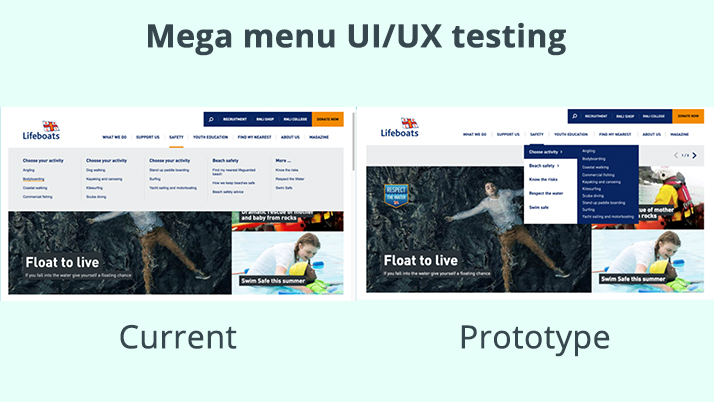 Mega menu UI/UX testing
RECRUITMENT RNLI SHOP RNLI COLLEGE DONATE NOW
Lifeboats
WHAT WE DO SUPPORT US SAFETY YOUTH EDUCATION FIND MY NEAREST ABOUT US MAGAZINE
Choose your activity Choose your activity Choose your activity Beach safety More ...
Angling Dog walking Stand up paddle boarding Find my nearest lifeguarded beach Know the risks
Bodyboarding Kayaking and canoeing Surfing Respect the Water
Coastal walking Kitesurfing Yacht sailing and motorboating How we keep beaches safe Swim Safe
Commercial fishing Scuba diving Beach safety advice
Dramatic rescue of mother
and baby from rocks
Float to live
If you fall into the water give yourself a floating chance
Swim Safe this summer
Current
RECRUITMENT RNLI SHOP RNLI COLLEGE DONATE NOW
Lifeboats
WHAT WE DO SUPPORT US SAFETY YOUTH EDUCATION FIND MY NEAREST ABOUT US MAGAZINE
Choose activity >
Beach safety >
Know the risks
Respect the water
Swim safe
Angling
Bodyboarding
Coastal walking
Commercial fishing
Kayaking and canoeing
Kitesurfing
Scuba diving
Stand up paddle boarding
Surfing
Yacht sailing and motorboating
RESPECT
THE WATER
ue of mother
om rocks
Float to live
If you fall into the water give yourself a floating chance
Swim Safe this summer
Prototype